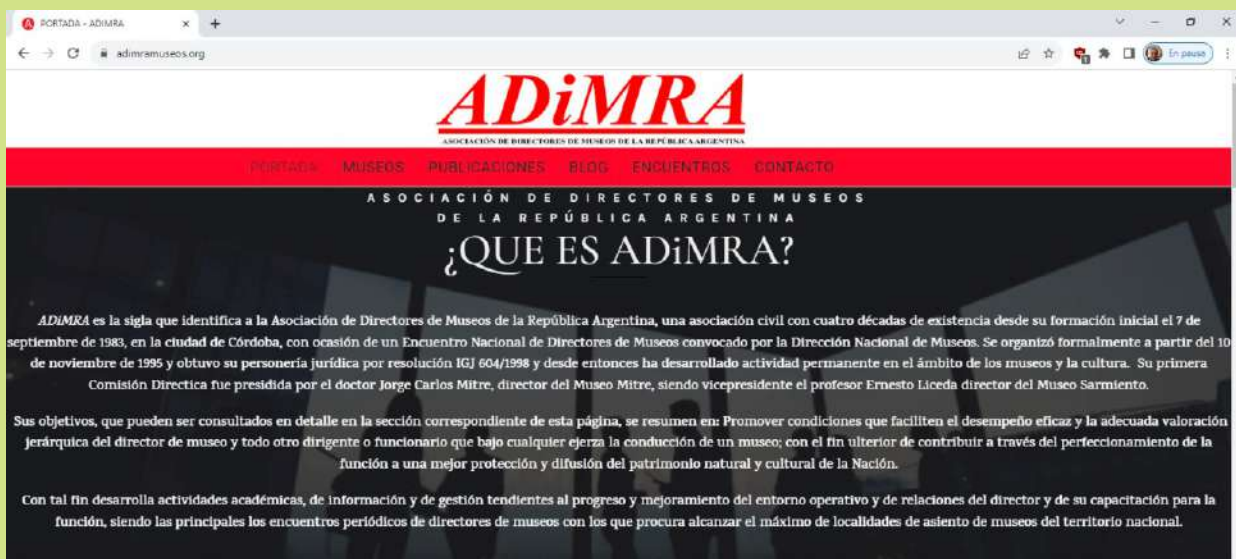 PORTADA - ADIMRA
adimramuseos.org
En pausa
ADiMRA
ASOCIACIÓN DE DIRECTORES DE MUSEOS DE LA REPÚBLICA ARGENTINA
PORTADA MUSEOS PUBLICACIONES BLOG ENCUENTROS CONTACTO
ASOCIACIÓN DE DIRECTORES DE MUSEOS
DE LA REPÚBLICA ARGENTINA
¿QUE ES ADiMRA?
ADiMRA es la sigla que identifica a la Asociación de Directores de Museos de la República Argentina, una asociación civil con cuatro décadas de existencia desde su formación inicial el 7 de
septiembre de 1983, en la ciudad de Córdoba, con ocasión de un Encuentro Nacional de Directores de Museos convocado por la Dirección Nacional de Museos. Se organizó formalmente a partir del 10
de noviembre de 1995 y obtuvo su personería jurídica por resolución IGJ 604/1998 y desde entonces ha desarrollado actividad permanente en el ámbito de los museos y la cultura. Su primera
Comisión Directica fue presidida por el doctor Jorge Carlos Mitre, director del Museo Mitre, siendo vicepresidente el profesor Ernesto Liceda director del Museo Sarmiento.
Sus objetivos, que pueden ser consultados en detalle en la sección correspondiente de esta página, se resumen en: Promover condiciones que faciliten el desempeño eficaz y la adecuada valoración
jerárquica del director de museo y todo otro dirigente o funcionario que bajo cualquier ejerza la conducción de un museo; con el fin ulterior de contribuir a través del perfeccionamiento de la
función a una mejor protección y difusión del patrimonio natural y cultural de la Nación.
Con tal fin desarrolla actividades académicas, de información y de gestión tendientes al progreso y mejoramiento del entorno operativo y de relaciones del director y de su capacitación para la
función, siendo las principales los encuentros periódicos de directores de museos con los que procura alcanzar el máximo de localidades de asiento de museos del territorio nacional.